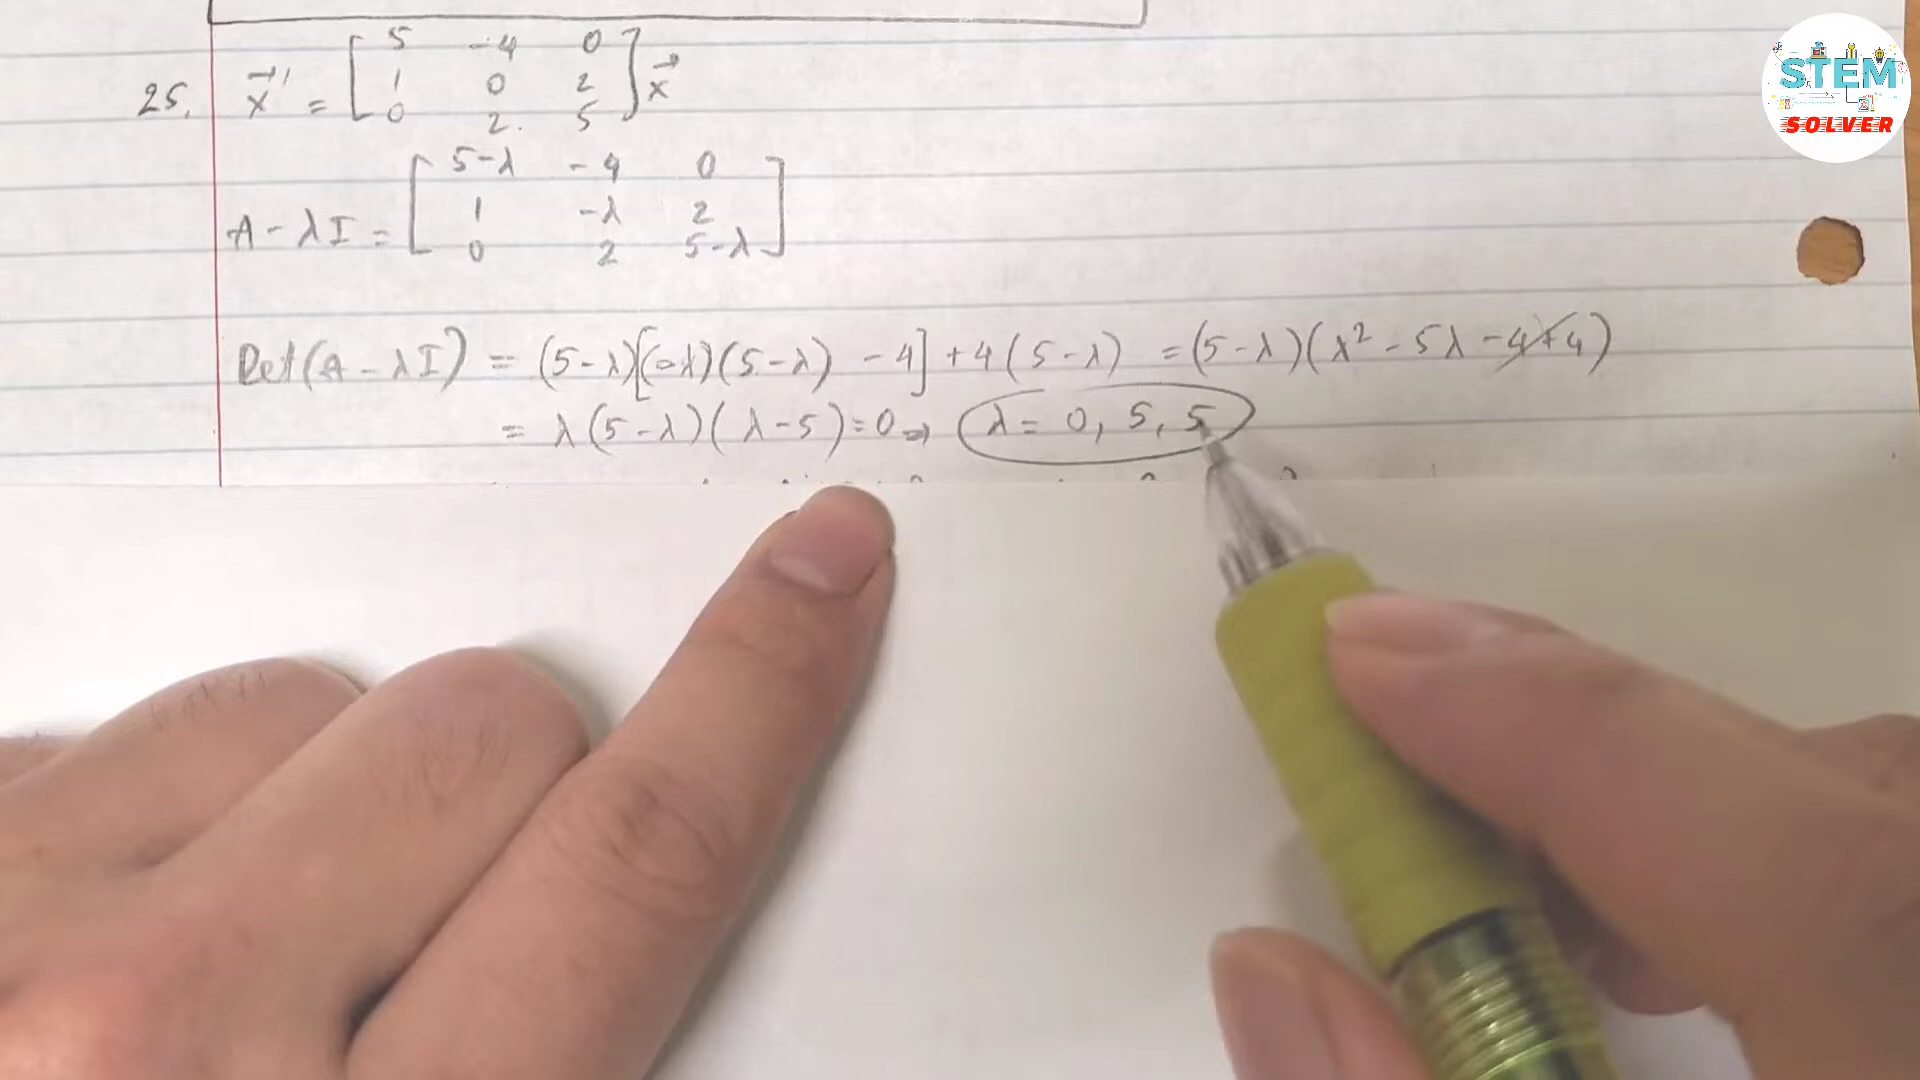 25. x⃗' = [ 5 -4 0
1 0 2
0 2. 5 ] x⃗
A - λI = [ 5-λ -4 0
1 -λ 2
0 2 5-λ ]
Det(A - λI) = (5-λ)[(0-λ)(5-λ) - 4] + 4(5-λ) = (5-λ)(λ² - 5λ - 4 + 4)
= λ(5-λ)(λ-5) = 0 ⇒ λ = 0, 5, 5
STEM
SOLVER